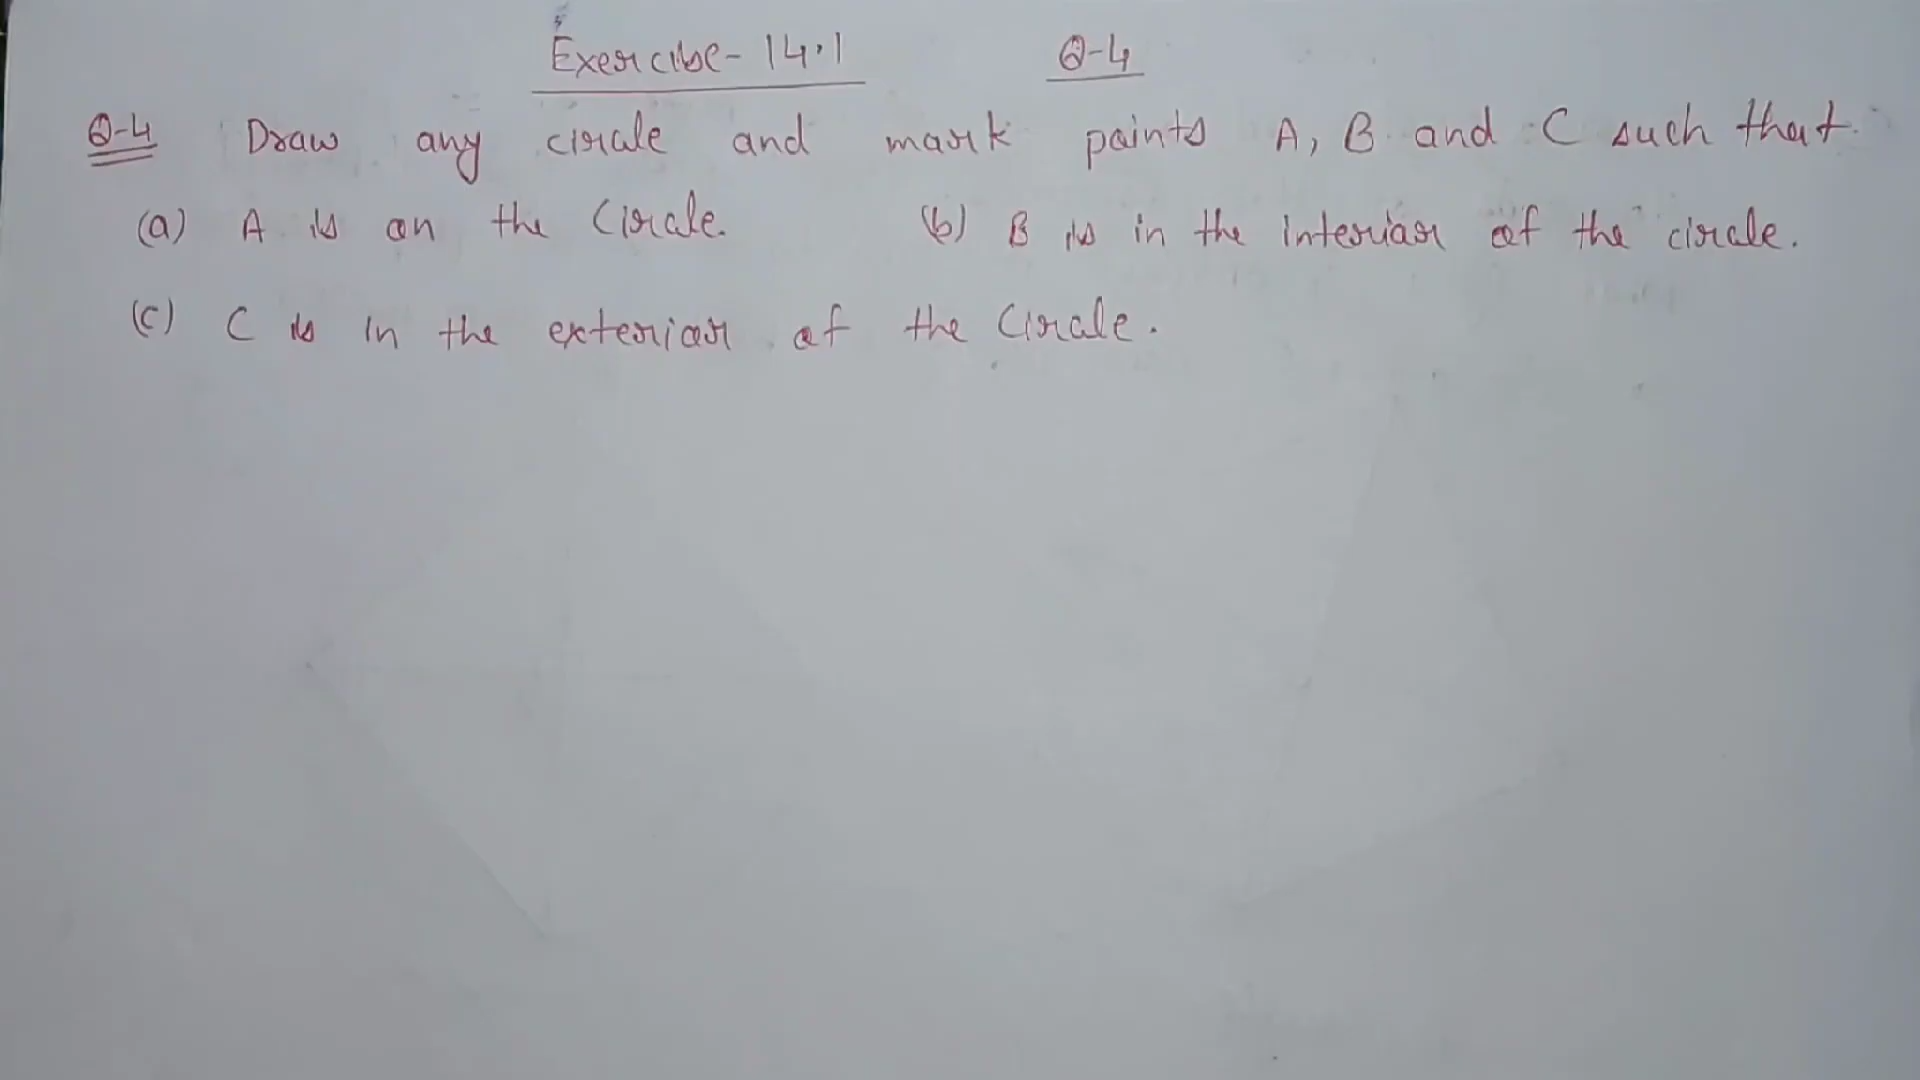 Exercise - 14.1 Q-4
Q-4 Draw any circle and mark points A, B and C such that
(a) A is on the Circle. (b) B is in the interior of the circle.
(c) C is in the exterior of the Circle.